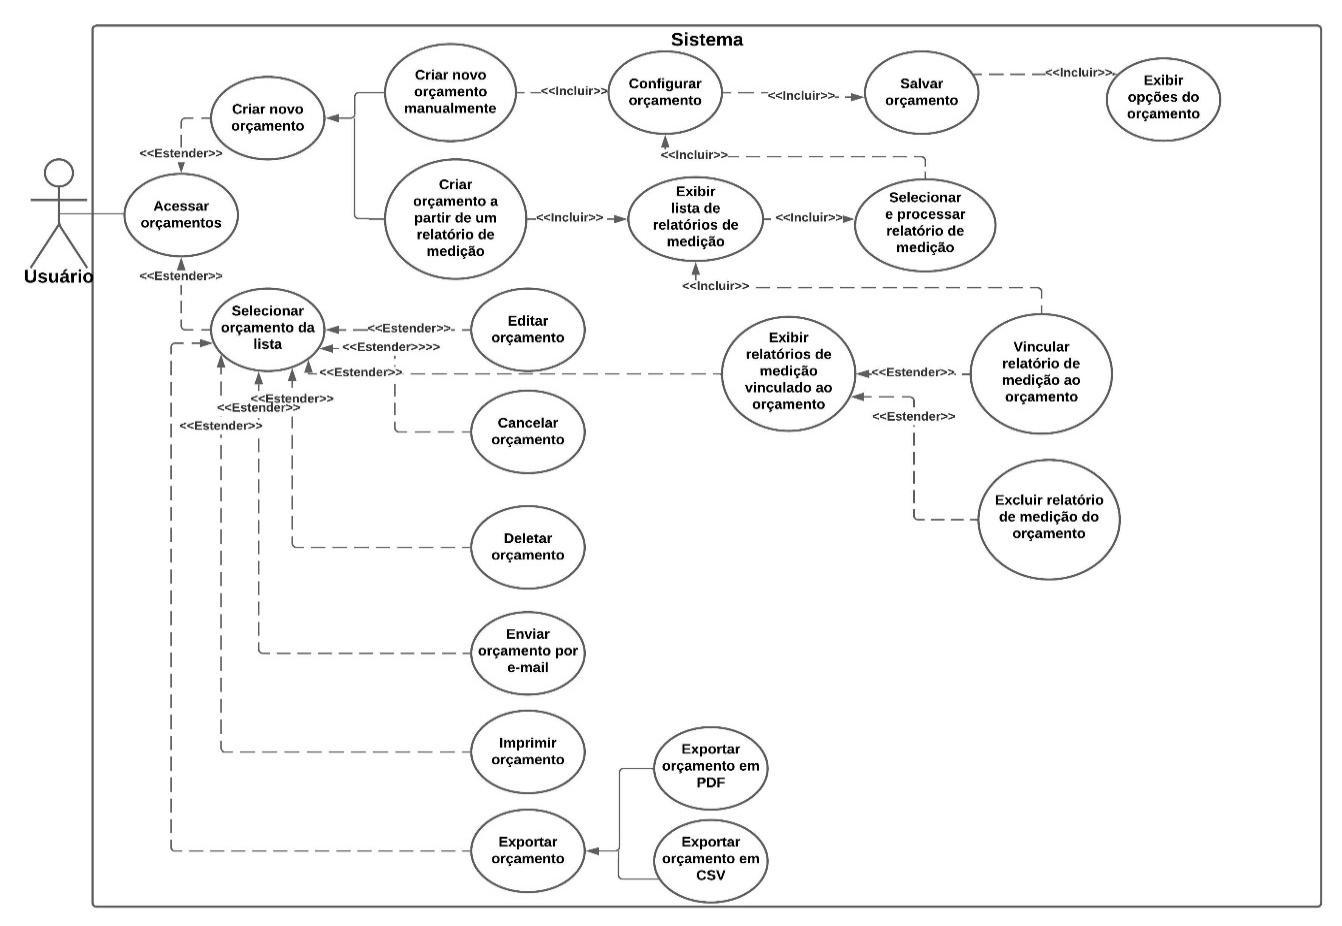 Sistema
Criar novo
orçamento
manualmente
<<Incluir>>
Configurar
orçamento
<<Incluir>>
Salvar
orçamento
<<Incluir>>
Exibir
opções do
orçamento
Criar novo
orçamento
<<Estender>>
<<Incluir>>
Acessar
orçamentos
Criar
orçamento a
partir de um
relatório de
medição
<<Incluir>>
Exibir
lista de
relatórios de
medição
<<Incluir>>
Selecionar
e processar
relatório de
medição
Usuário
<<Estender>>
<<Incluir>>
Selecionar
orçamento da
lista
<<Estender>>
Editar
orçamento
<<Estender>>>>
<<Estender>>
Exibir
relatórios de
medição
vinculado ao
orçamento
<<Estender>>
Vincular
relatório de
medição ao
orçamento
<<Estender>>
<<Estender>>
<<Estender>>
<<Estender>>
Cancelar
orçamento
Excluir relatório
de medição do
orçamento
Deletar
orçamento
Enviar
orçamento por
e-mail
Imprimir
orçamento
Exportar
orçamento em
PDF
Exportar
orçamento
Exportar
orçamento em
CSV